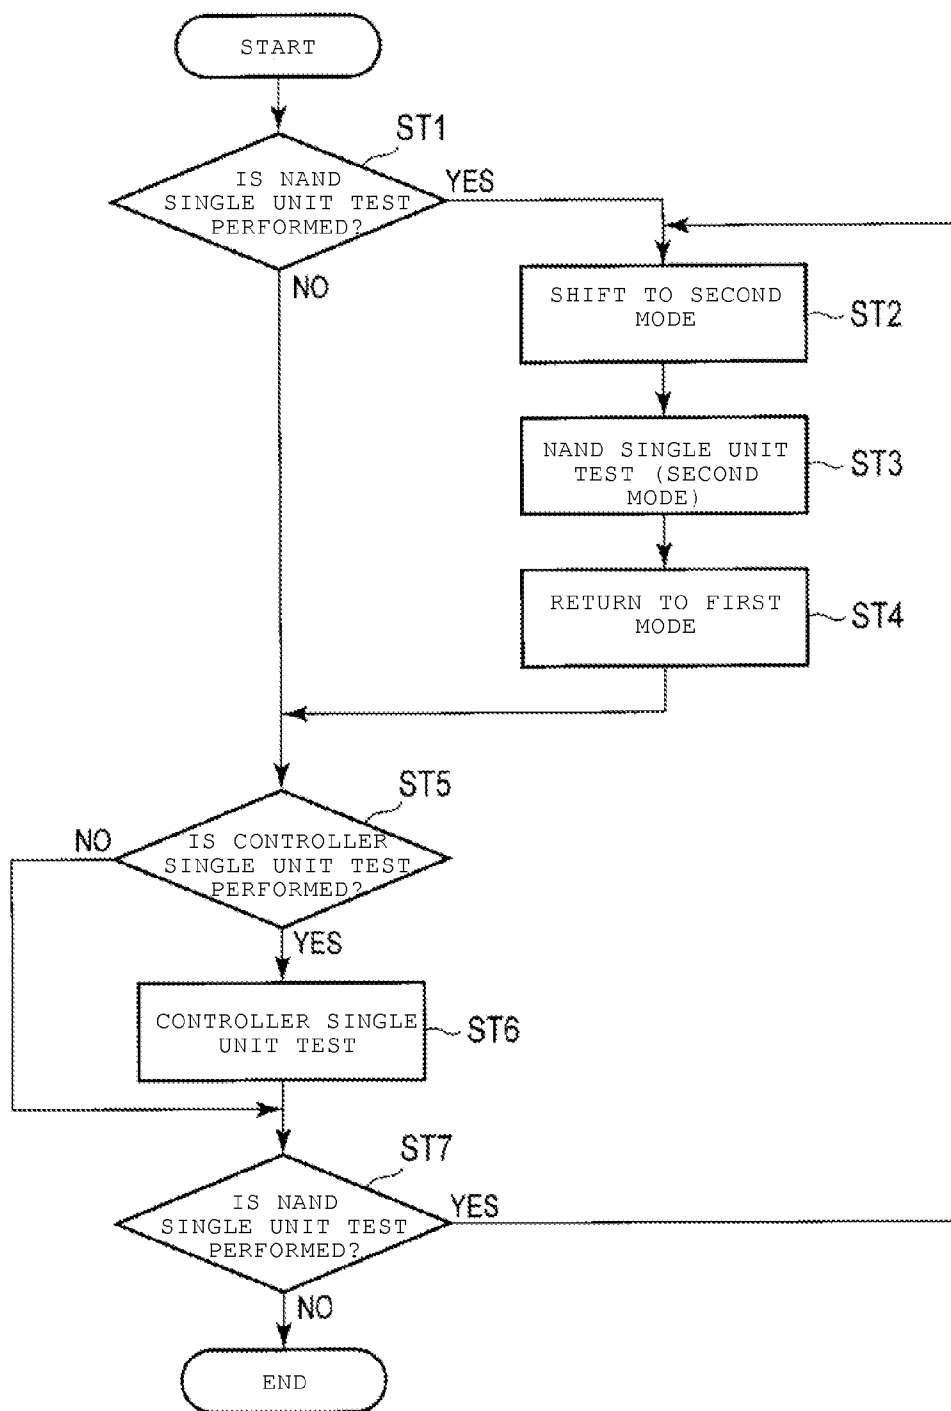 START
ST1
IS NAND
SINGLE UNIT TEST
PERFORMED?
YES
NO
SHIFT TO SECOND
MODE
ST2
NAND SINGLE UNIT
TEST (SECOND
MODE)
ST3
RETURN TO FIRST
MODE
ST4
ST5
NO
IS CONTROLLER
SINGLE UNIT TEST
PERFORMED?
YES
CONTROLLER SINGLE
UNIT TEST
ST6
ST7
IS NAND
SINGLE UNIT TEST
PERFORMED?
YES
NO
END